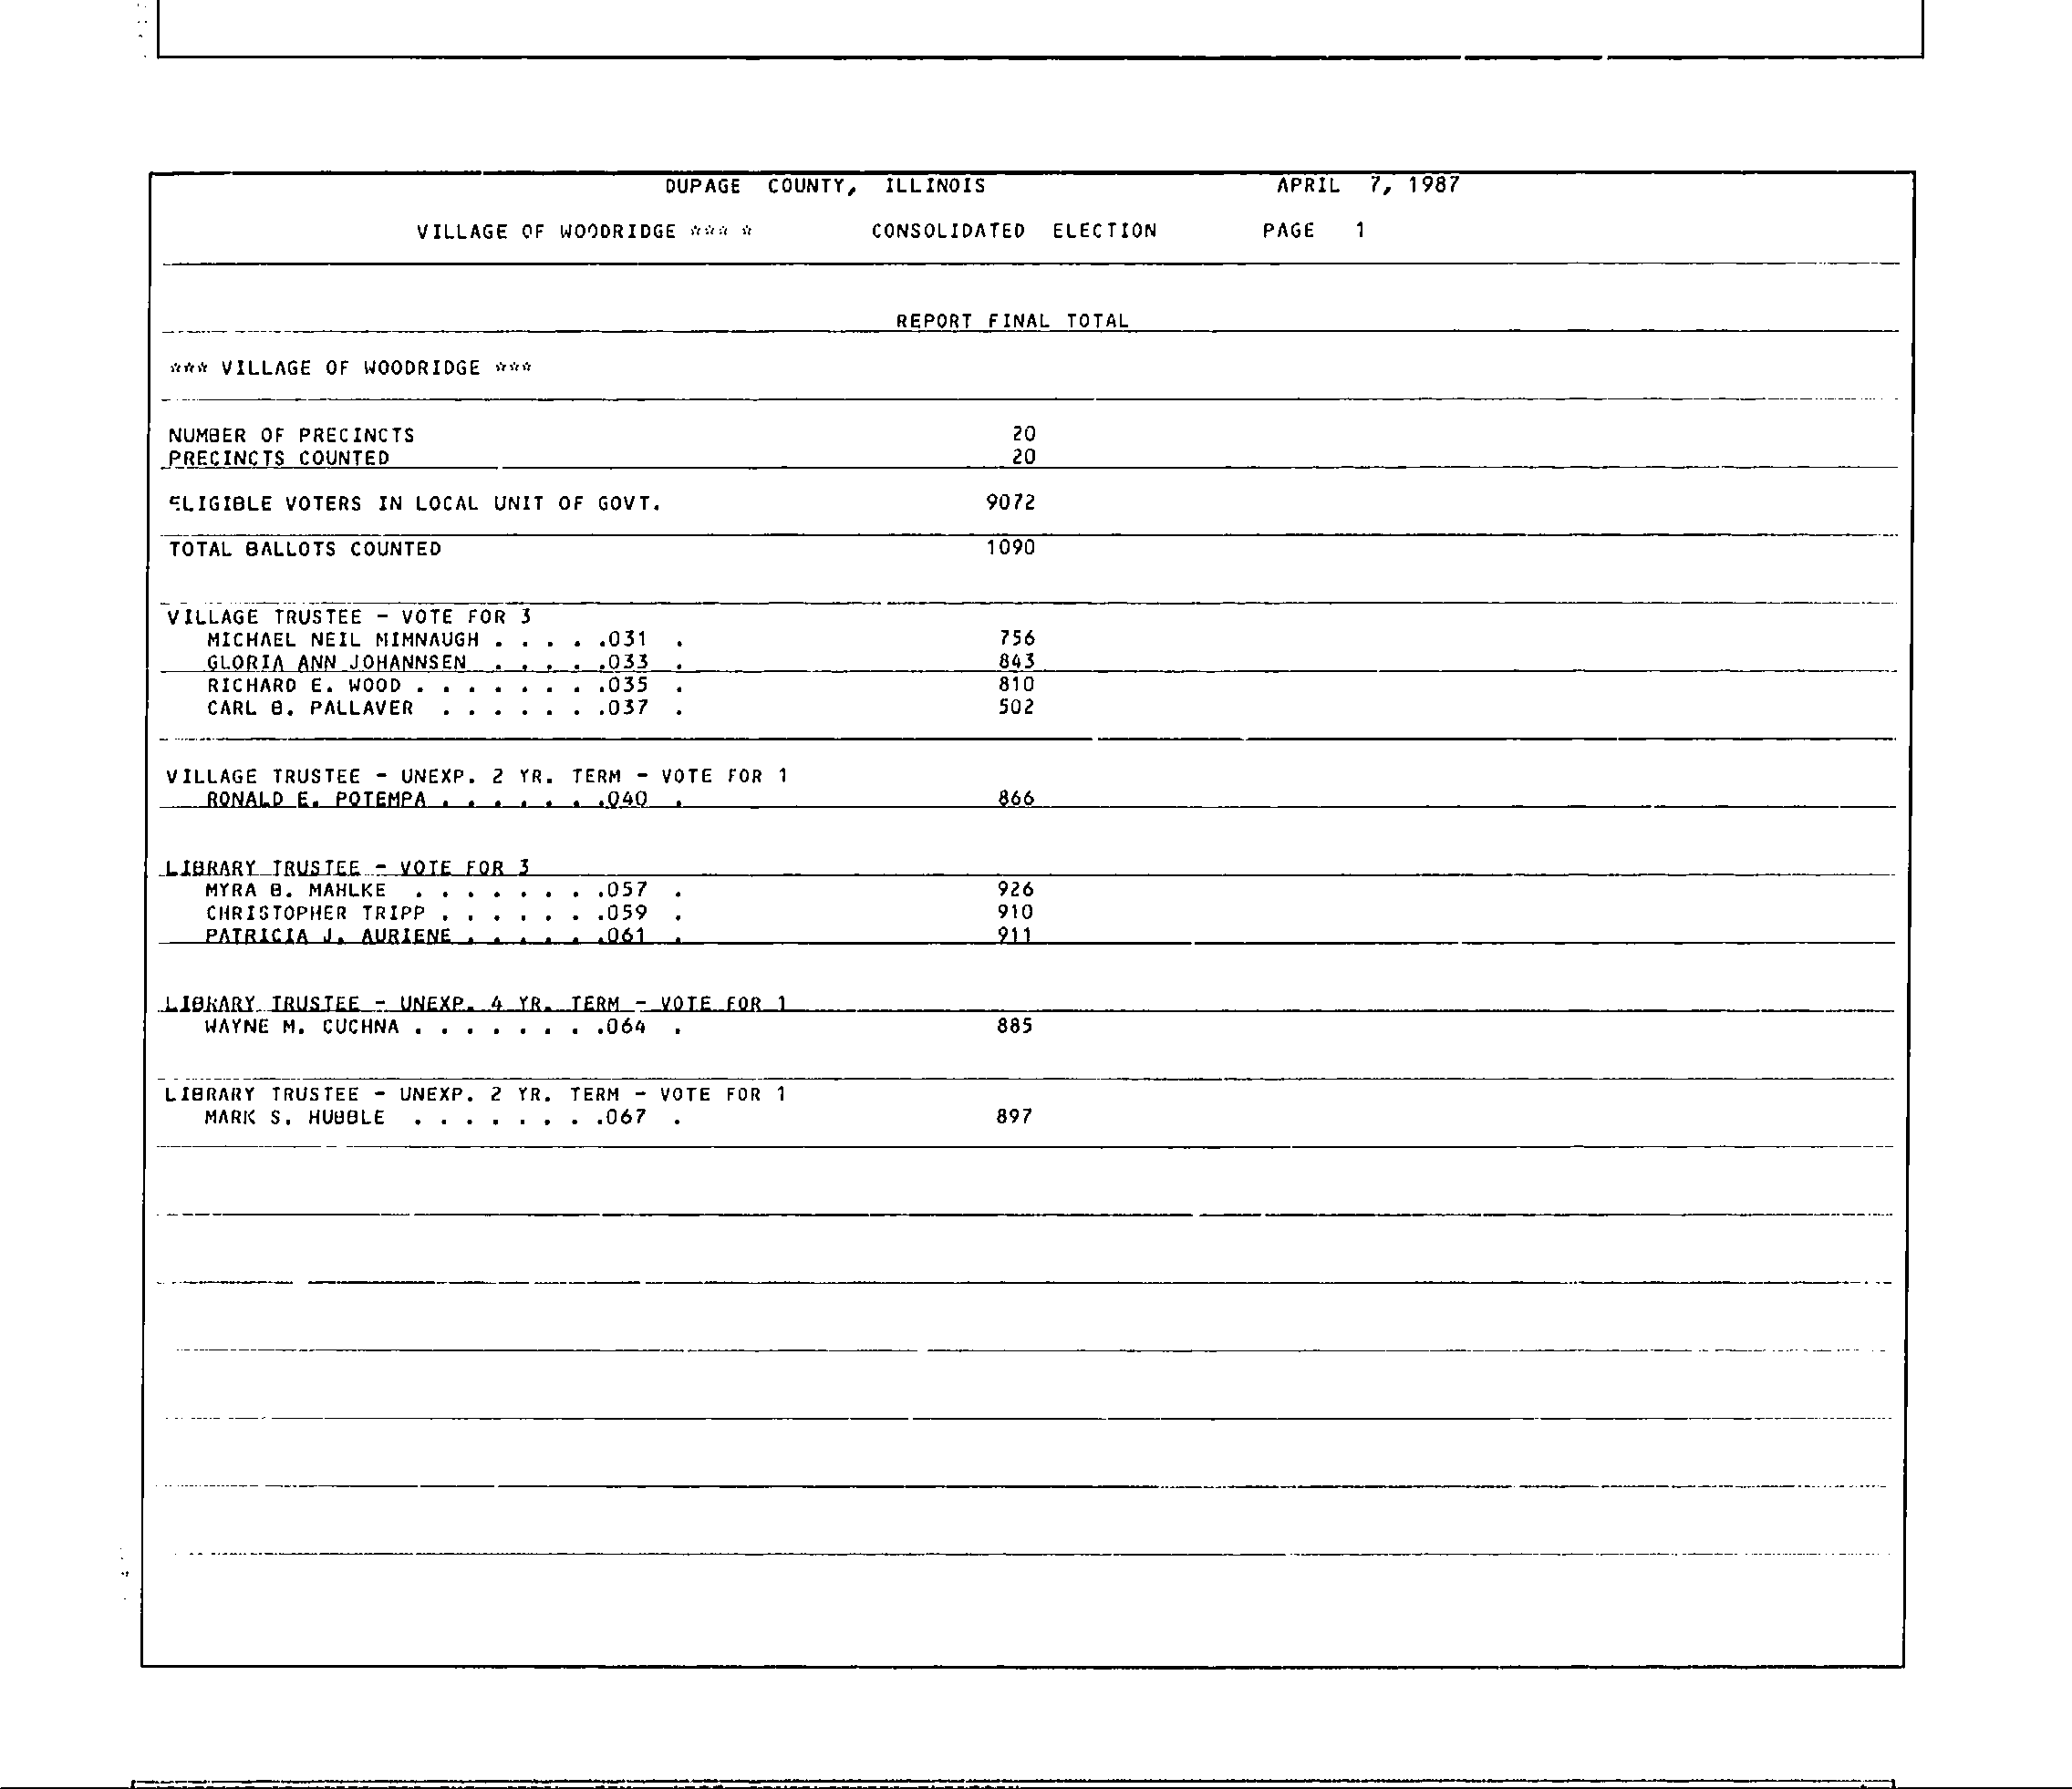 DUPAGE COUNTY, ILLINOIS APRIL 7, 1987
VILLAGE OF WOODRIDGE *** * CONSOLIDATED ELECTION PAGE 1
REPORT FINAL TOTAL
*** VILLAGE OF WOODRIDGE ***
NUMBER OF PRECINCTS 20
PRECINCTS COUNTED 20
ELIGIBLE VOTERS IN LOCAL UNIT OF GOVT. 9072
TOTAL BALLOTS COUNTED 1090
VILLAGE TRUSTEE - VOTE FOR 3
MICHAEL NEIL MIMNAUGH . . . . .031 . 756
GLORIA ANN JOHANNSEN . . . . .033 . 843
RICHARD E. WOOD . . . . . . . .035 . 810
CARL B. PALLAVER . . . . . . .037 . 502
VILLAGE TRUSTEE - UNEXP. 2 YR. TERM - VOTE FOR 1
RONALD E. POTEMPA . . . . . . .040 . 866
LIBRARY TRUSTEE - VOTE FOR 3
MYRA B. MAHLKE . . . . . . . .057 . 926
CHRISTOPHER TRIPP . . . . . . .059 . 910
PATRICIA J. AURIENE . . . . . .061 . 911
LIBRARY TRUSTEE - UNEXP. 4 YR. TERM - VOTE FOR 1
WAYNE M. CUCHNA . . . . . . . .064 . 885
LIBRARY TRUSTEE - UNEXP. 2 YR. TERM - VOTE FOR 1
MARK S. HUBBLE . . . . . . . .067 . 897